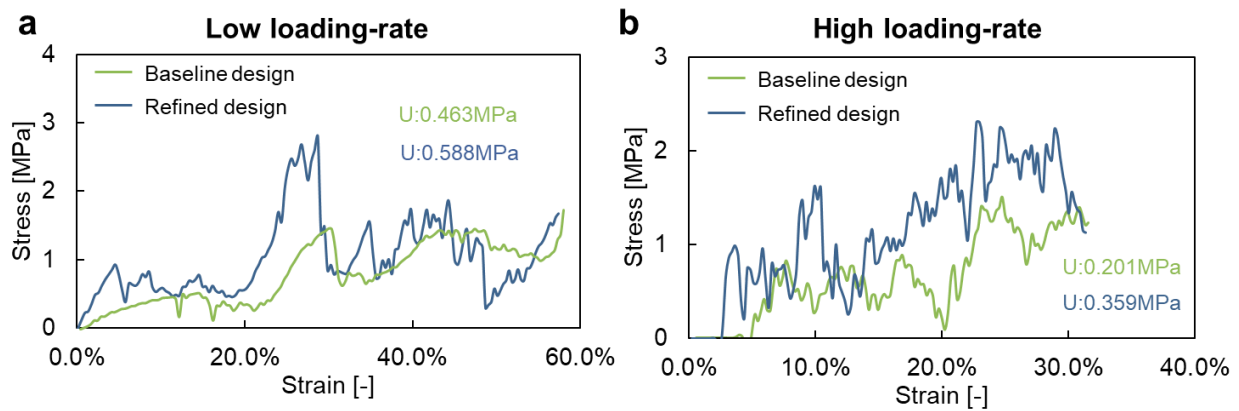 a
Low loading-rate
4
3
2
1
0
Stress [MPa]
Baseline design
Refined design
U:0.463MPa
U:0.588MPa
0.0%
20.0%
40.0%
60.0%
Strain [-]
b
High loading-rate
3
2
1
0
Stress [MPa]
Baseline design
Refined design
U:0.201MPa
U:0.359MPa
0.0%
10.0%
20.0%
30.0%
40.0%
Strain [-]